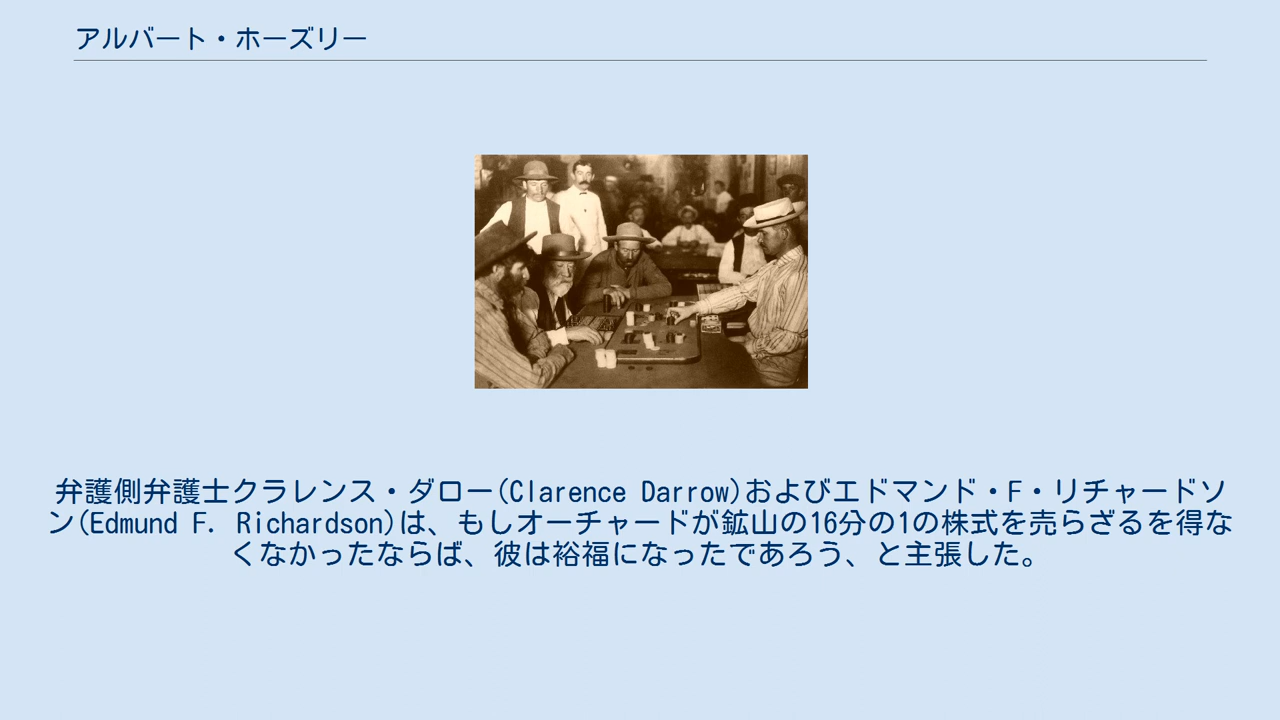 アルバート・ホーズリー
弁護側弁護士クラレンス・ダロー(Clarence Darrow)およびエドマンド・F・リチャードソ
ン(Edmund F. Richardson)は、もしオーチャードが鉱山の16分の1の株式を売らざるを得な
くなかったならば、彼は裕福になったであろう、と主張した。